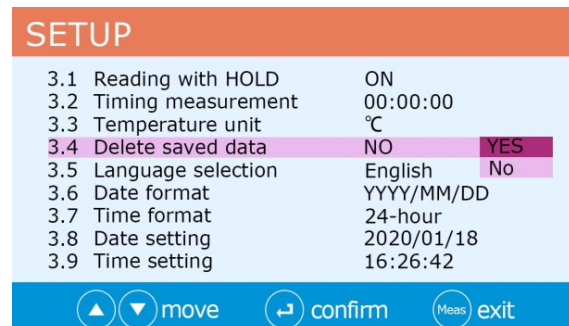 SETUP
3.1 Reading with HOLD ON
3.2 Timing measurement 00:00:00
3.3 Temperature unit ℃
3.4 Delete saved data NO YES
3.5 Language selection English No
3.6 Date format YYYY/MM/DD
3.7 Time format 24-hour
3.8 Date setting 2020/01/18
3.9 Time setting 16:26:42
move confirm Meas exit